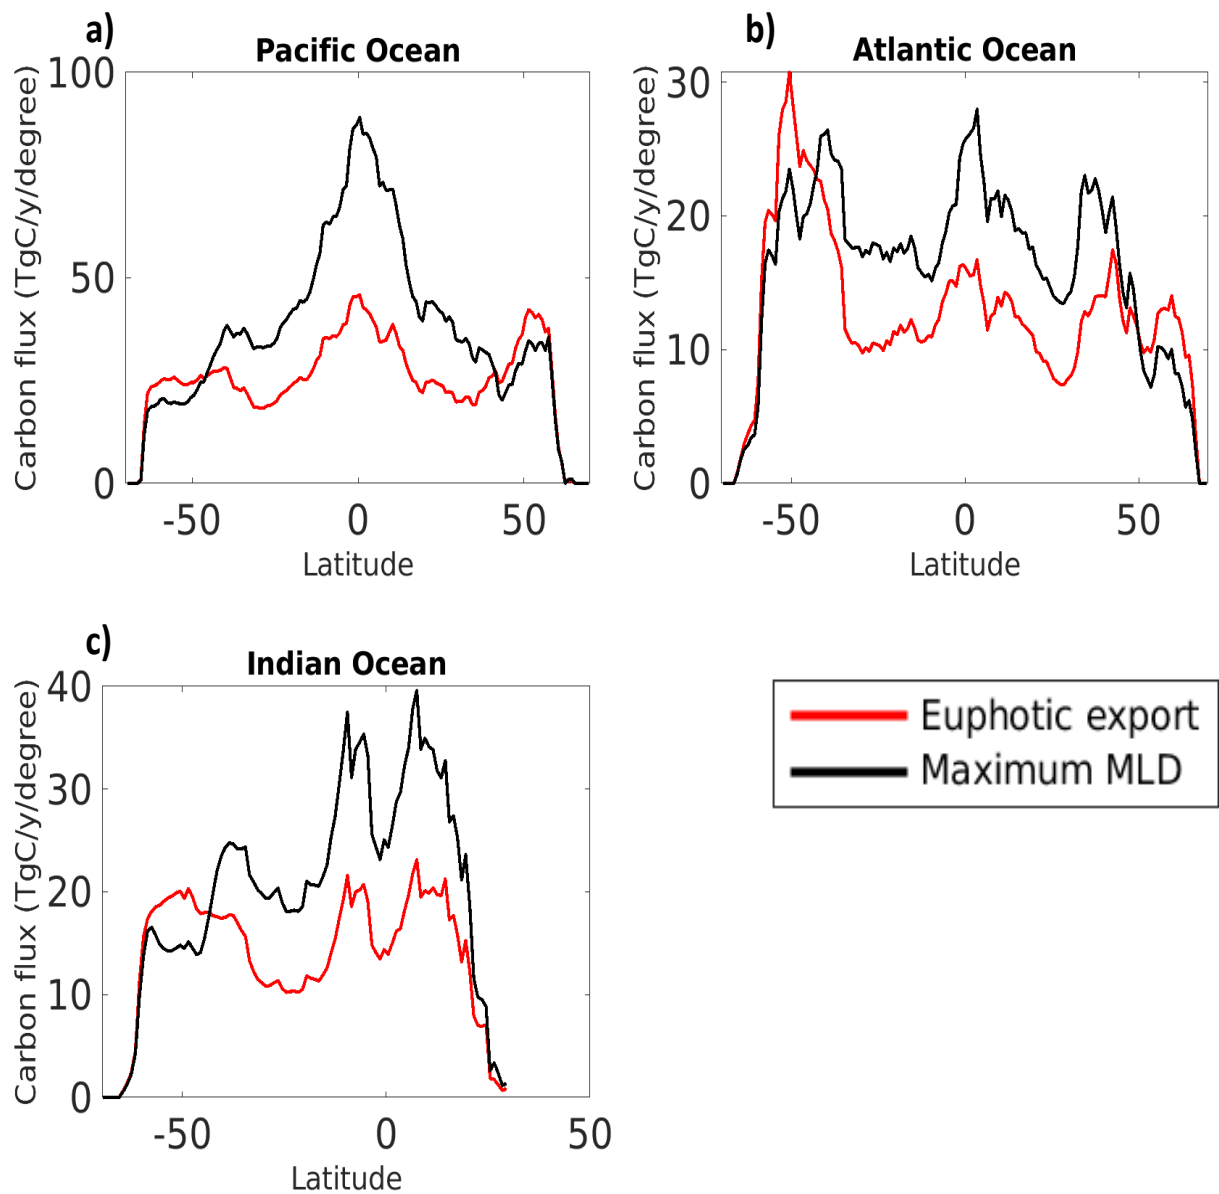 a)
Pacific Ocean
Carbon flux (TgC/y/degree)
100
50
0
-50 0 50
Latitude
b)
Atlantic Ocean
Carbon flux (TgC/y/degree)
30
20
10
0
-50 0 50
Latitude
c)
Indian Ocean
Carbon flux (TgC/y/degree)
40
30
20
10
0
-50 0 50
Latitude
Euphotic export
Maximum MLD